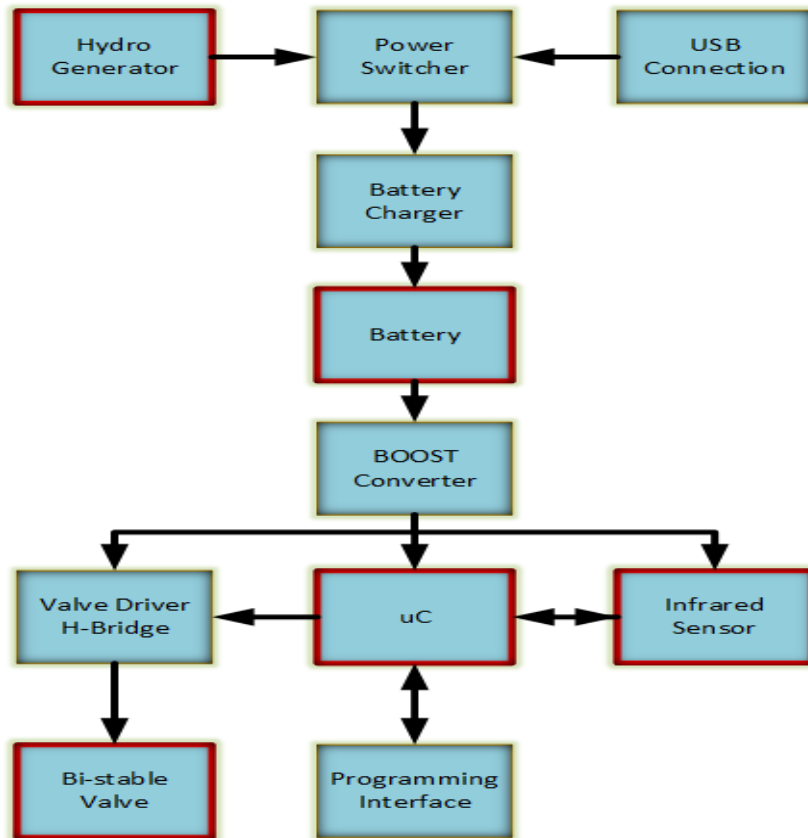 Hydro
Generator
Power
Switcher
USB
Connection
Battery
Charger
Battery
BOOST
Converter
Valve Driver
H-Bridge
uC
Infrared
Sensor
Bi-stable
Valve
Programming
Interface